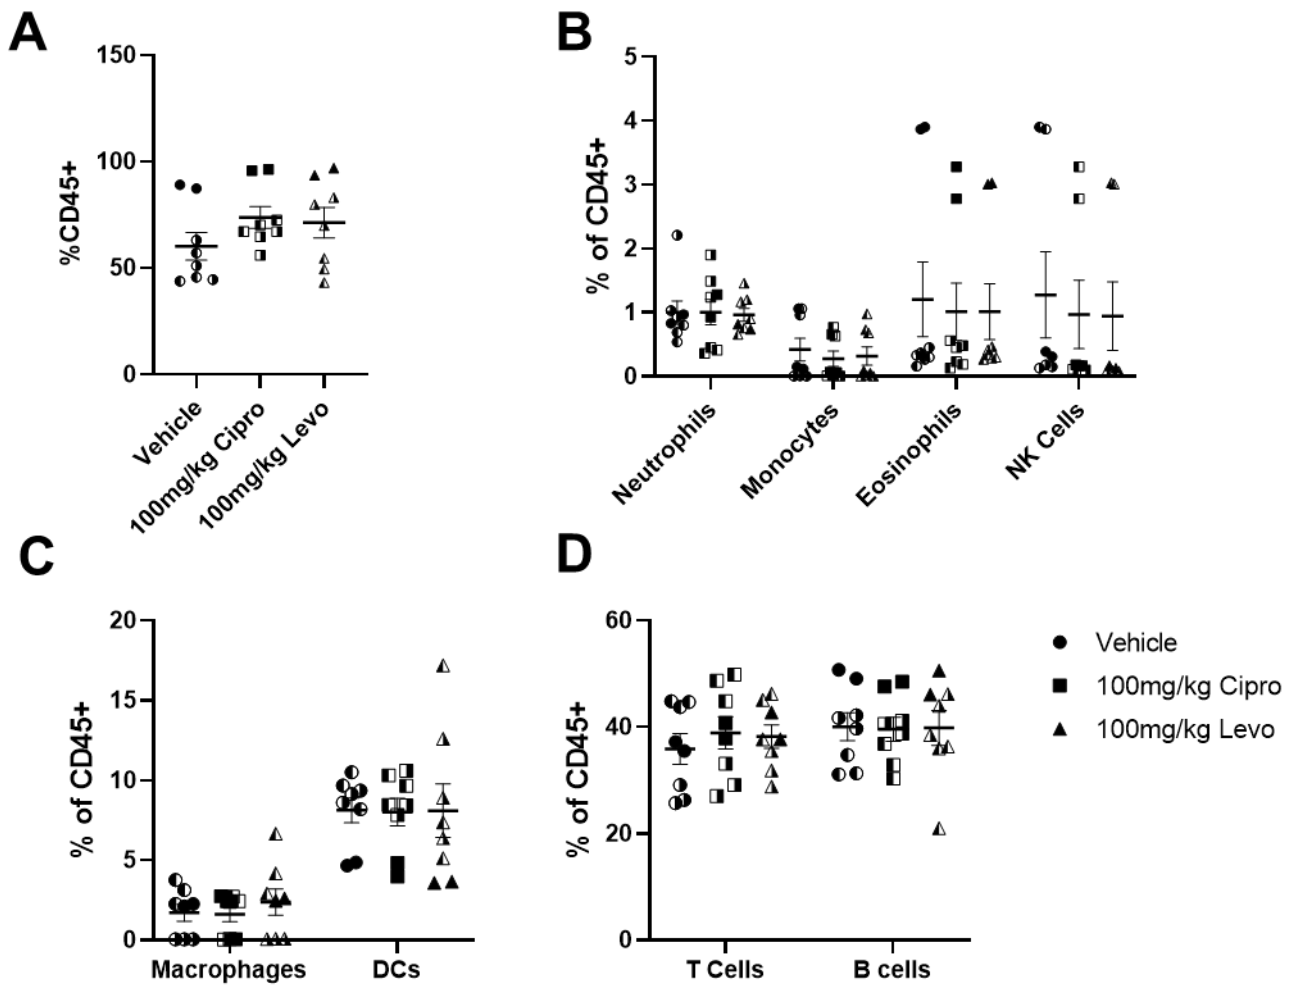 A
150
100
50
0
%CD45+
Vehicle
100mg/kg Cipro
100mg/kg Levo
B
5
4
3
2
1
0
% of CD45+
Neutrophils
Monocytes
Eosinophils
NK Cells
C
20
15
10
5
0
% of CD45+
Macrophages
DCs
D
60
40
20
0
% of CD45+
T Cells
B cells
Vehicle
100mg/kg Cipro
100mg/kg Levo